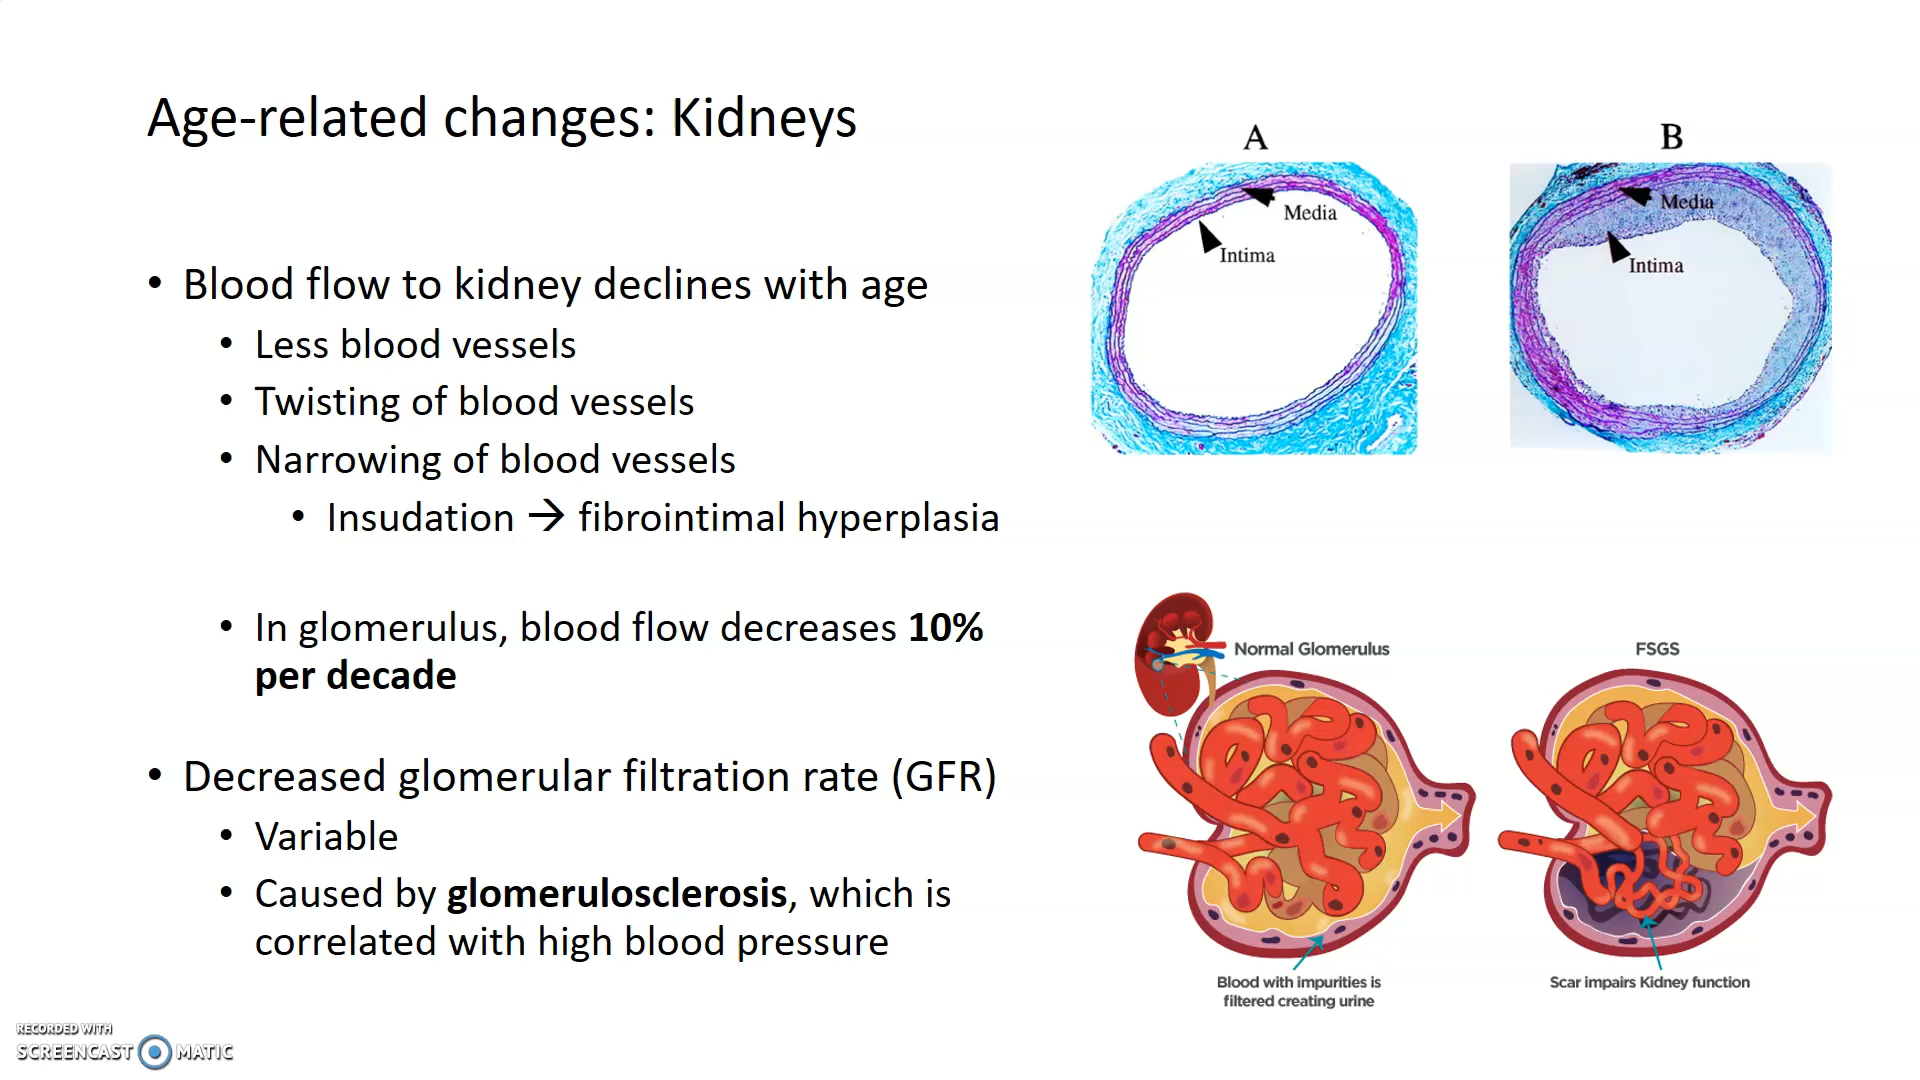 Age-related changes: Kidneys
• Blood flow to kidney declines with age
• Less blood vessels
• Twisting of blood vessels
• Narrowing of blood vessels
• Insudation → fibrointimal hyperplasia
• In glomerulus, blood flow decreases 10%
per decade
• Decreased glomerular filtration rate (GFR)
• Variable
• Caused by glomerulosclerosis, which is
correlated with high blood pressure
A
Media
Intima
B
Media
Intima
Normal Glomerulus
Blood with impurities is
filtered creating urine
FSGS
Scar impairs Kidney function
RECORDED WITH
SCREENCAST MATIC